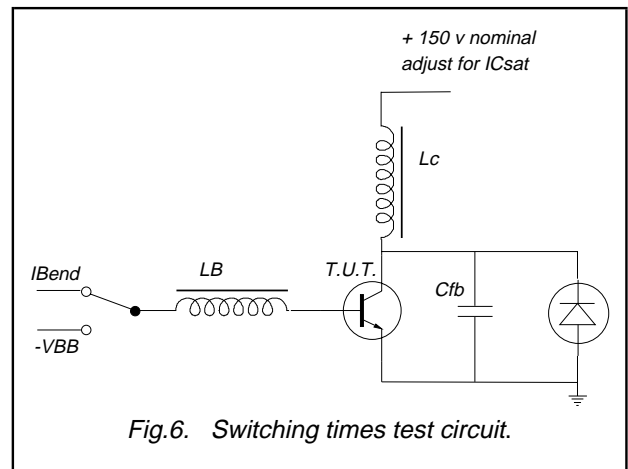 + 150 v nominal
adjust for ICsat
Lc
IBend
LB
T.U.T.
Cfb
-VBB
Fig.6. Switching times test circuit.